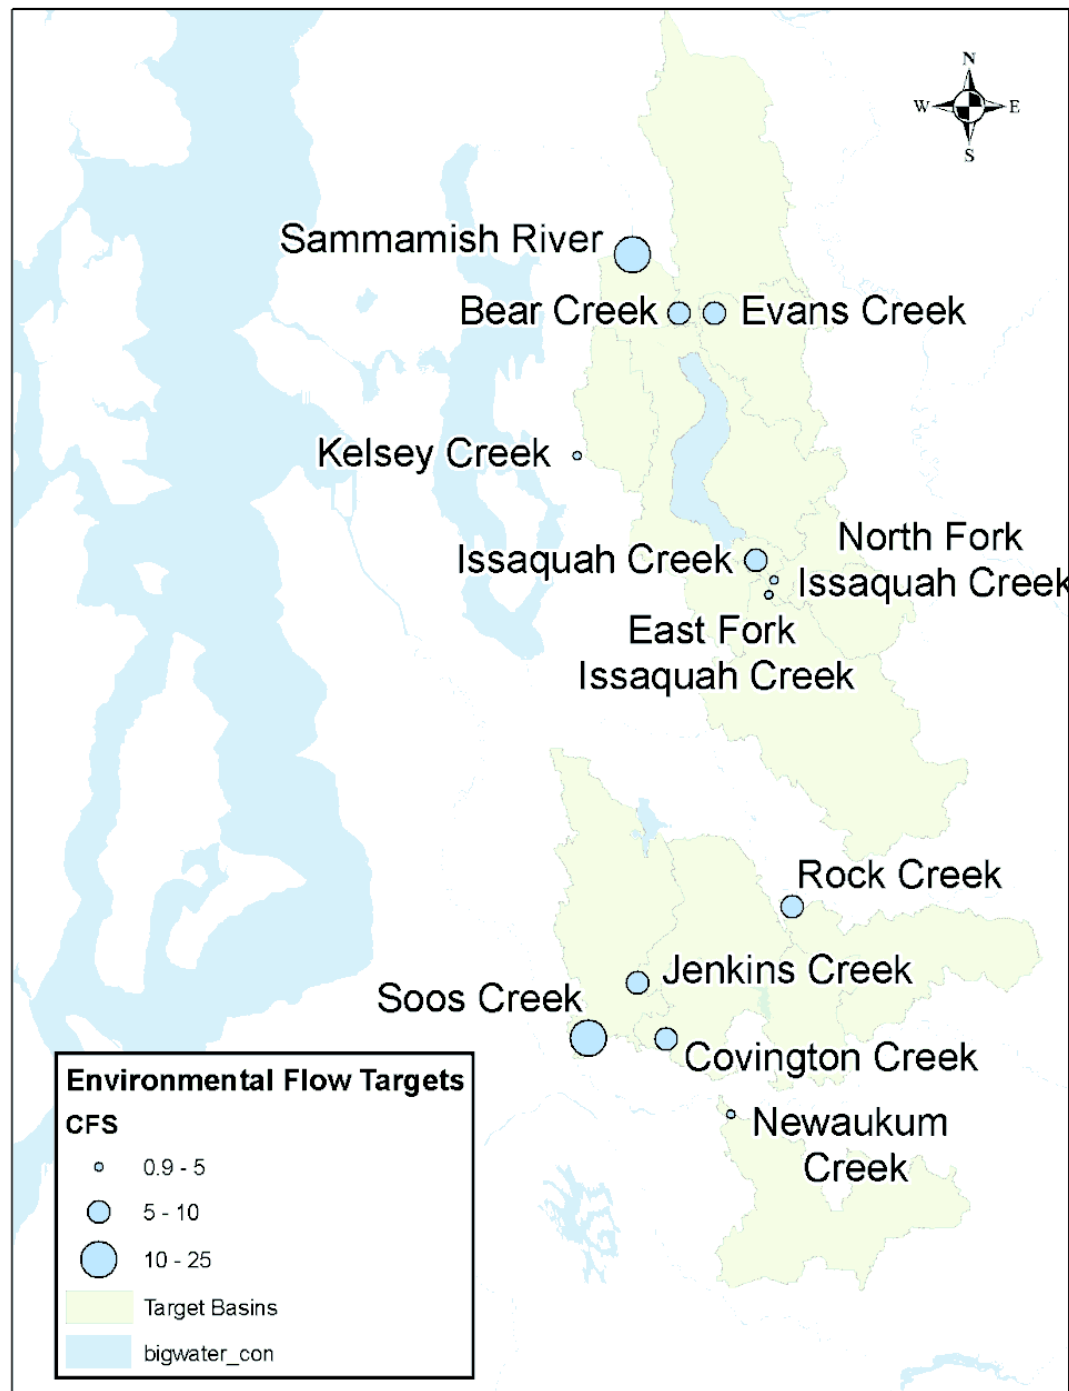 N
W E
S
Sammamish River
Bear Creek
Evans Creek
Kelsey Creek
North Fork
Issaquah Creek
Issaquah Creek
East Fork
Issaquah Creek
Rock Creek
Jenkins Creek
Soos Creek
Covington Creek
Newaukum
Creek
Environmental Flow Targets
CFS
0.9 - 5
5 - 10
10 - 25
Target Basins
bigwater_con